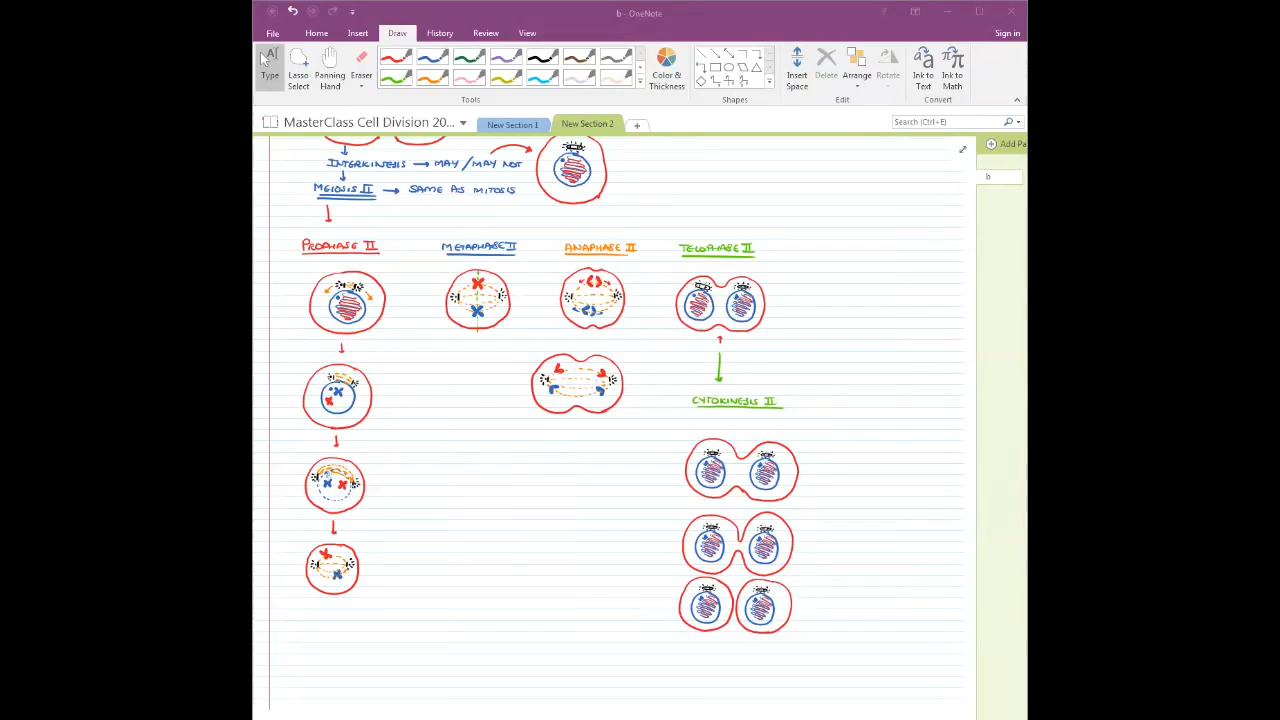 b - OneNote
File Home Insert Draw History Review View Sign in
Type Lasso Select Panning Hand Eraser Color & Thickness Insert Space Delete Arrange Rotate Ink to Text Ink to Math
Tools Shapes Edit Convert
MasterClass Cell Division 20... New Section 1 New Section 2 + Search (Ctrl+E)
Add Pa
b
INTERKINESIS → MAY / MAY NOT
MEIOSIS II → SAME AS MITOSIS
PROPHASE II METAPHASE II ANAPHASE II TELOPHASE II
CYTOKINESIS II